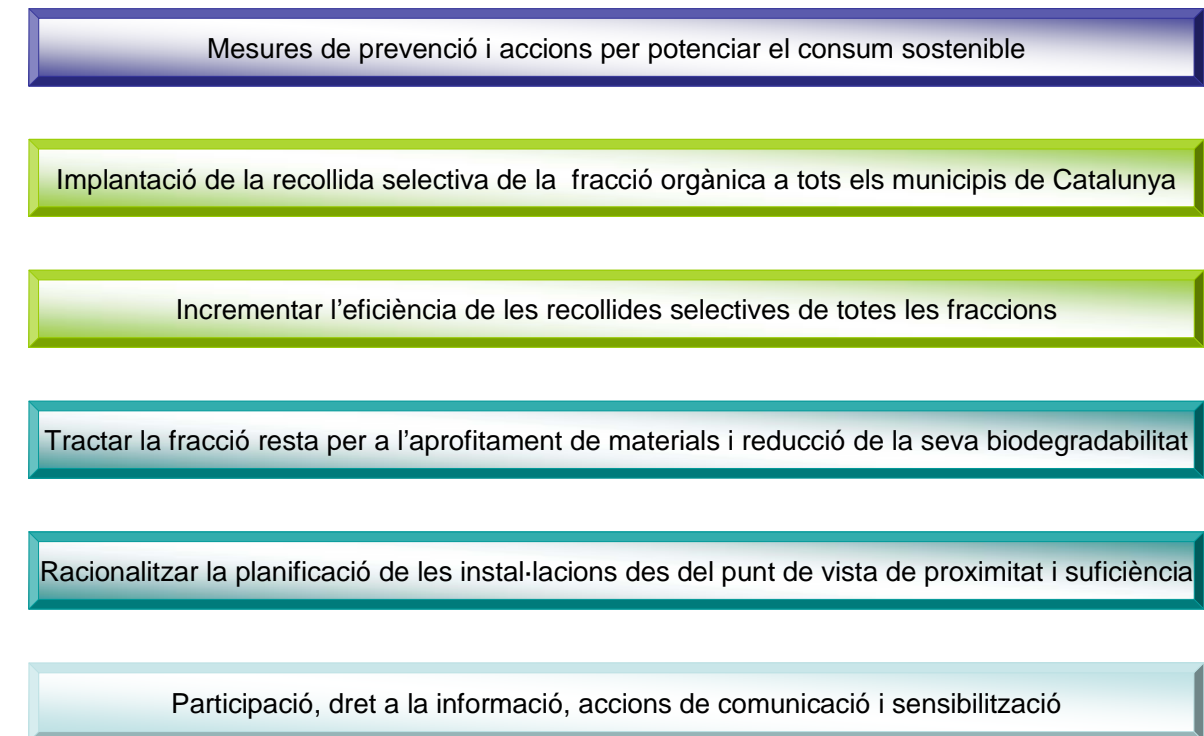 Mesures de prevenció i accions per potenciar el consum sostenible
Implantació de la recollida selectiva de la  fracció orgànica a tots els municipis de Catalunya
Incrementar l’eficiència de les recollides selectives de totes les fraccions
Tractar la fracció resta per a l’aprofitament de materials i reducció de la seva biodegradabilitat
Racionalitzar la planificació de les instal·lacions des del punt de vista de proximitat i suficiència
Participació, dret a la informació, accions de comunicació i sensibilització